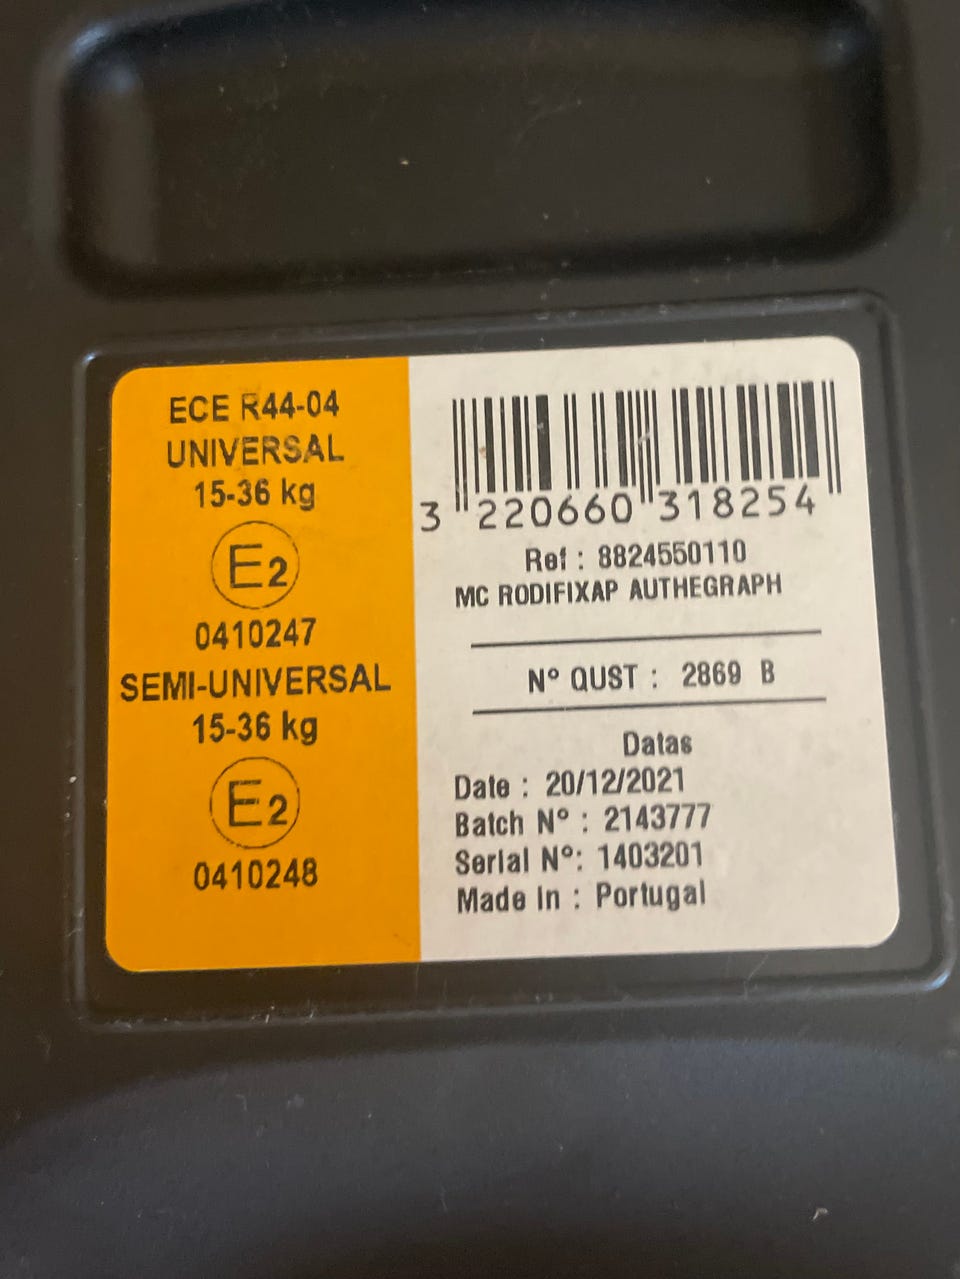 ECE R44-04
UNIVERSAL
15-36 kg
E2
0410247
SEMI-UNIVERSAL
15-36 kg
E2
0410248
3 220660 318254
Ref : 8824550110
MC RODIFIXAP AUTHEGRAPH
N° QUST : 2869 B
Datas
Date : 20/12/2021
Batch N° : 2143777
Serial N°: 1403201
Made In : Portugal